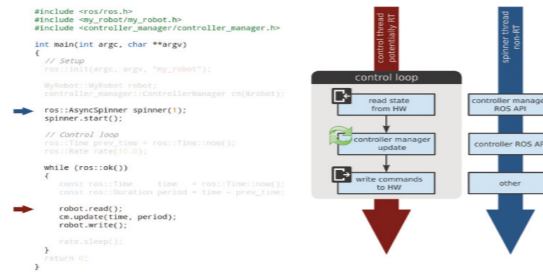 #include <ros/ros.h>
#include <my_robot/my_robot.h>
#include <controller_manager/controller_manager.h>
int main(int argc, char **argv)
{
// Setup
ros::init(argc, argv, "my_robot");
MyRobot::MyRobot robot;
controller_manager::ControllerManager cm(&robot);
ros::AsyncSpinner spinner(1);
spinner.start();
// Control loop
ros::Time prev_time = ros::Time::now();
ros::Rate rate(10.0);
while (ros::ok())
{
const ros::Time time = ros::Time::now();
const ros::Duration period = time - prev_time;
robot.read();
cm.update(time, period);
robot.write();
rate.sleep();
}
return 0;
}
control thread
potentially RT
control loop
read state
from HW
controller manager
update
write commands
to HW
spinner thread
non-RT
controller manage
ROS API
controller ROS AP
other